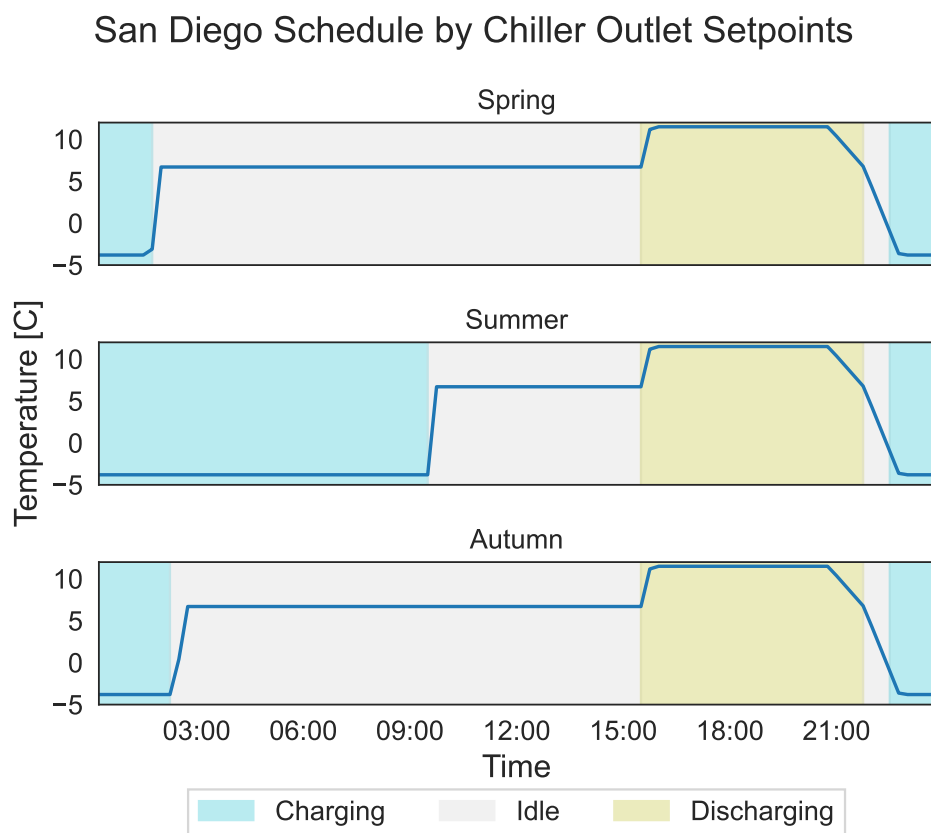 San Diego Schedule by Chiller Outlet Setpoints
Spring
10
5
0
−5
Summer
10
5
0
−5
Temperature [C]
Autumn
10
5
0
−5
03:00 06:00 09:00 12:00 15:00 18:00 21:00
Time
Charging Idle Discharging